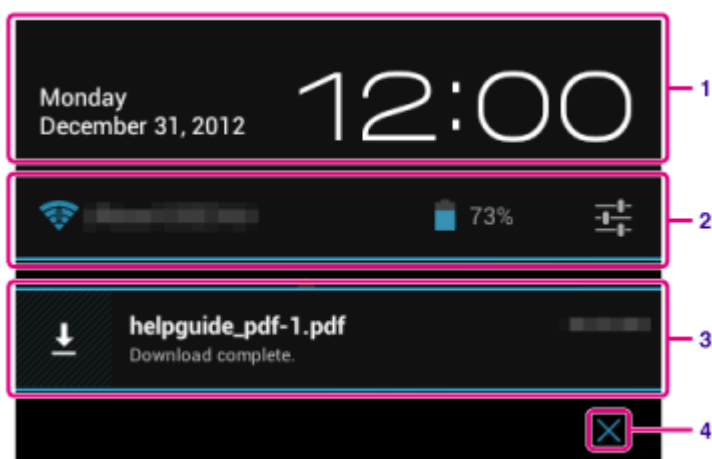 Monday
December 31, 2012
12:00
1
73%
2
helpguide_pdf-1.pdf
Download complete.
3
4